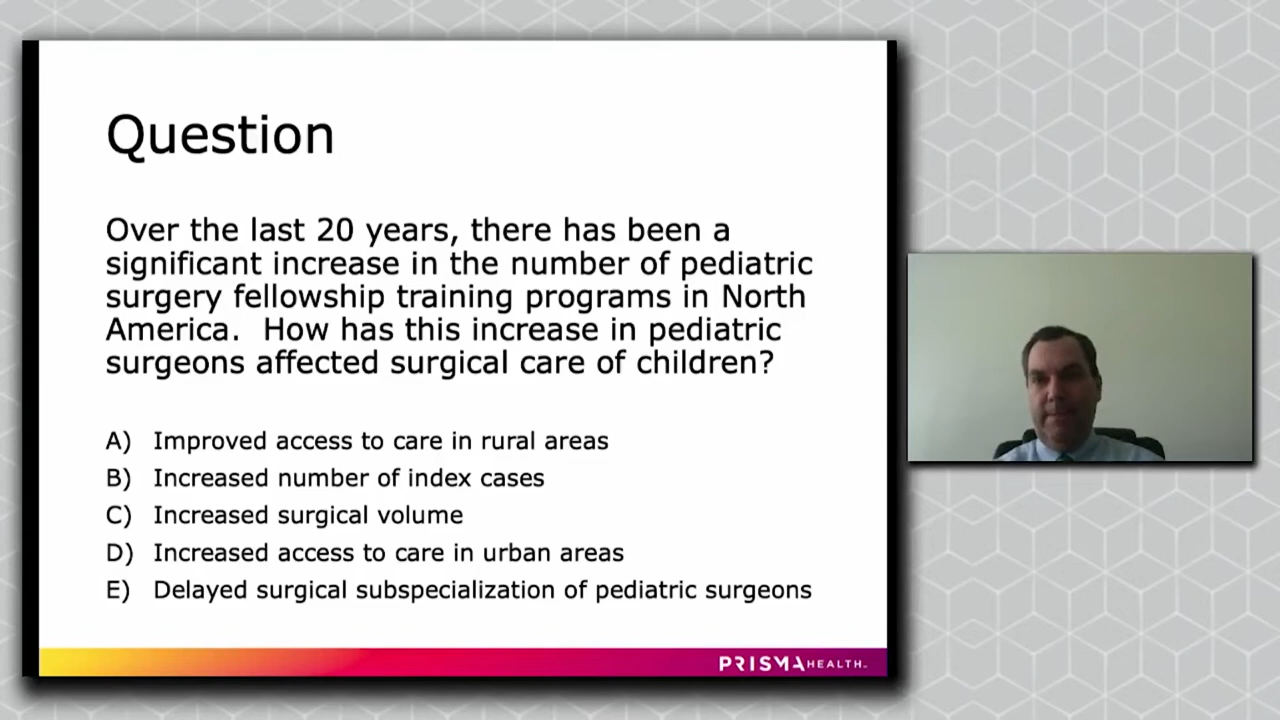 Question
Over the last 20 years, there has been a
significant increase in the number of pediatric
surgery fellowship training programs in North
America.  How has this increase in pediatric
surgeons affected surgical care of children?
A) Improved access to care in rural areas
B) Increased number of index cases
C) Increased surgical volume
D) Increased access to care in urban areas
E) Delayed surgical subspecialization of pediatric surgeons
PRISMA HEALTH